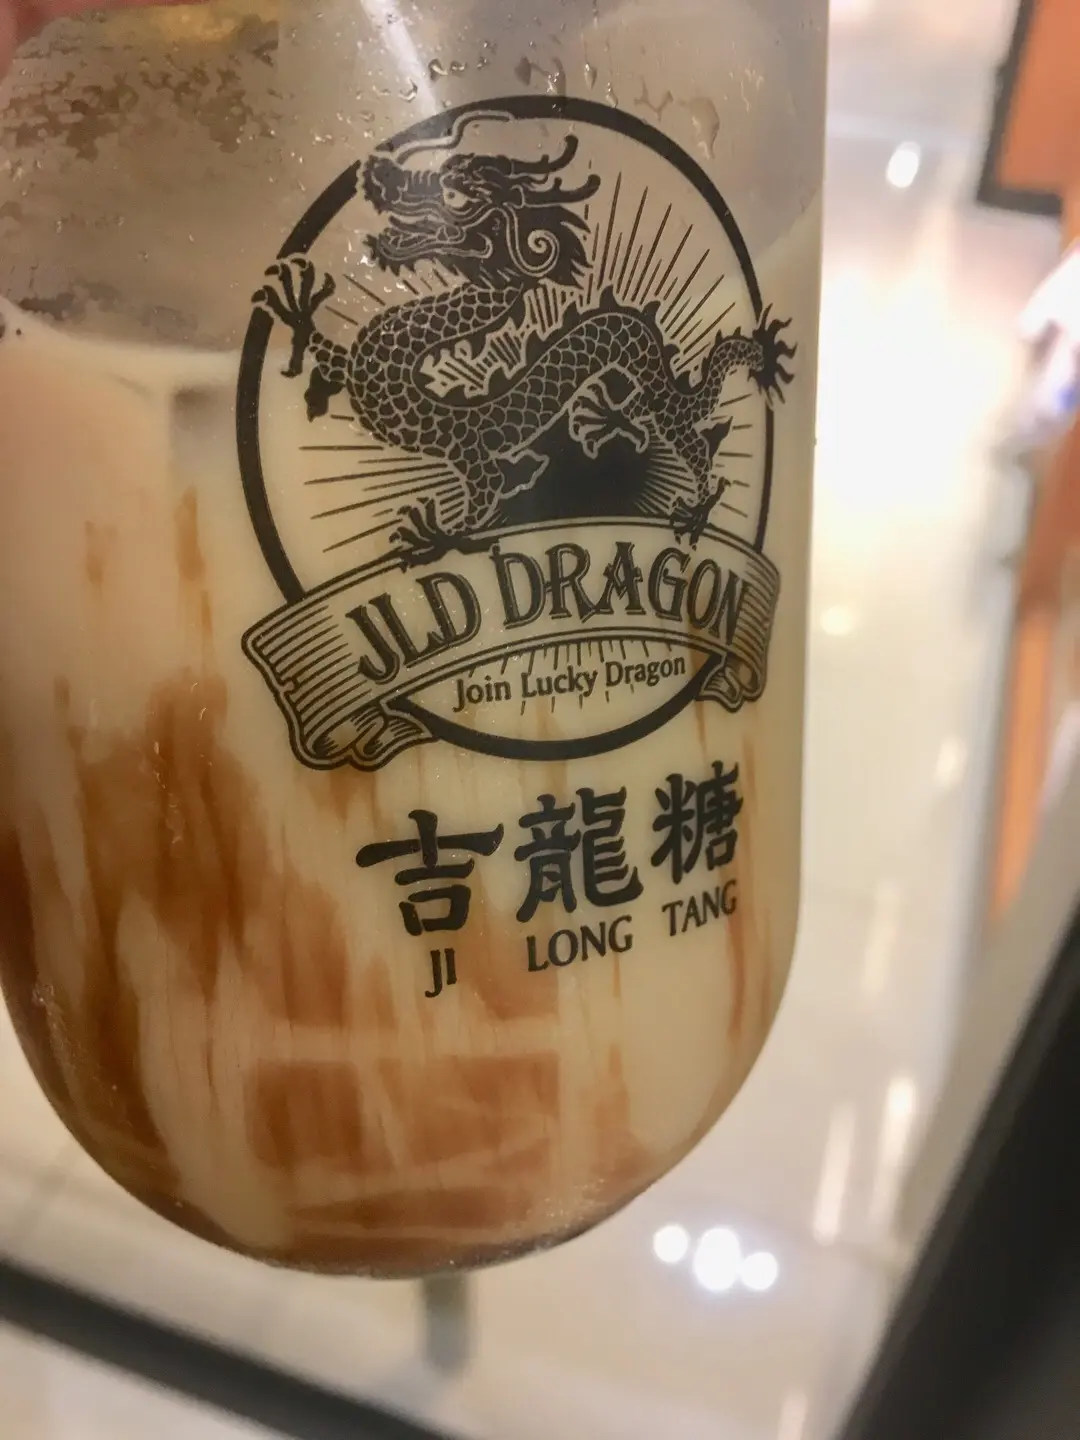 JLD DRAGON
Join Lucky Dragon
吉龍糖
JI LONG TANG